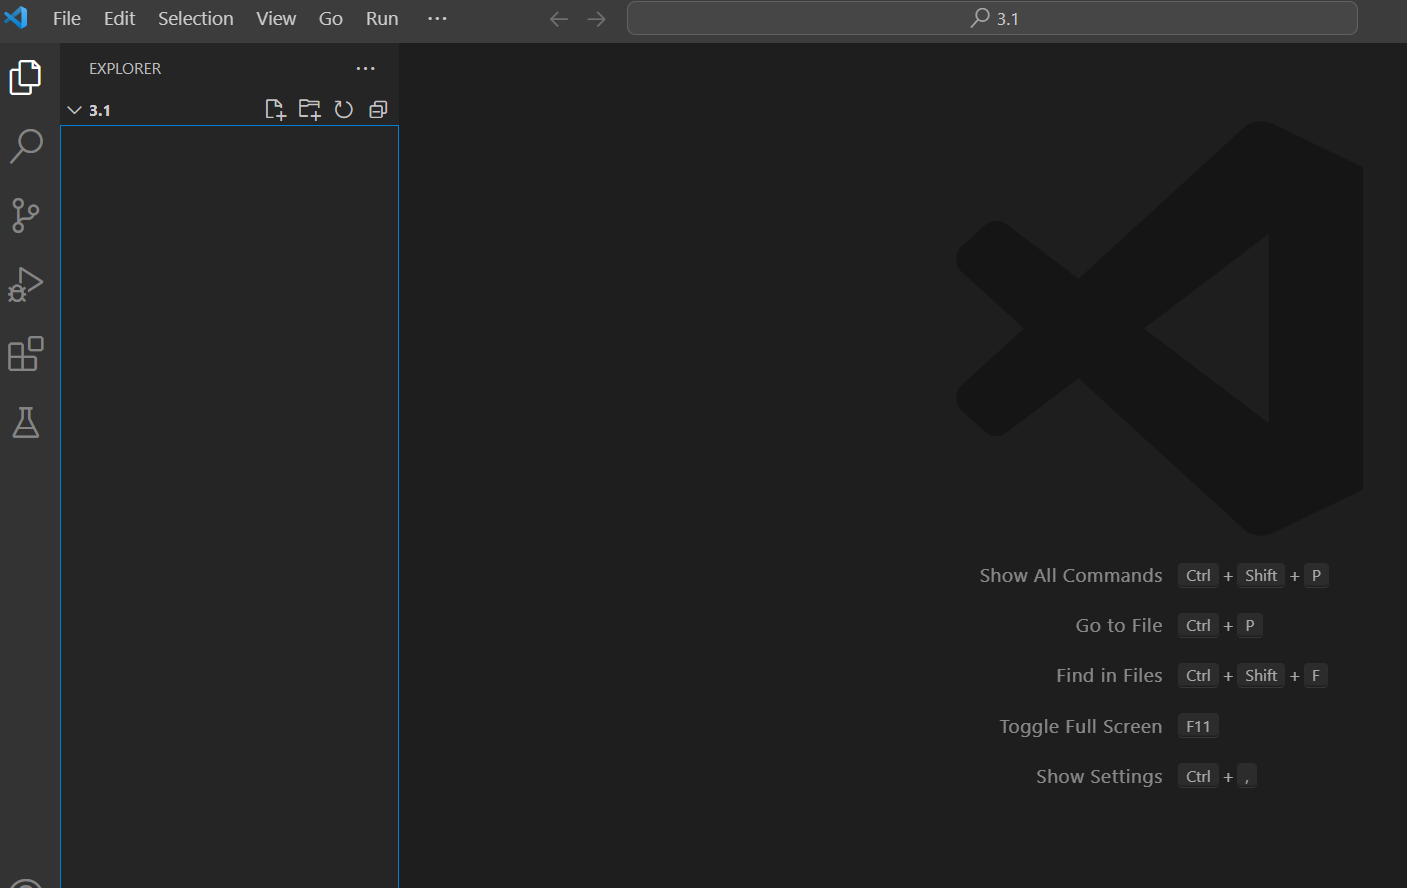 File Edit Selection View Go Run ···
3.1
EXPLORER ···
3.1
Show All Commands Ctrl + Shift + P
Go to File Ctrl + P
Find in Files Ctrl + Shift + F
Toggle Full Screen F11
Show Settings Ctrl + ,